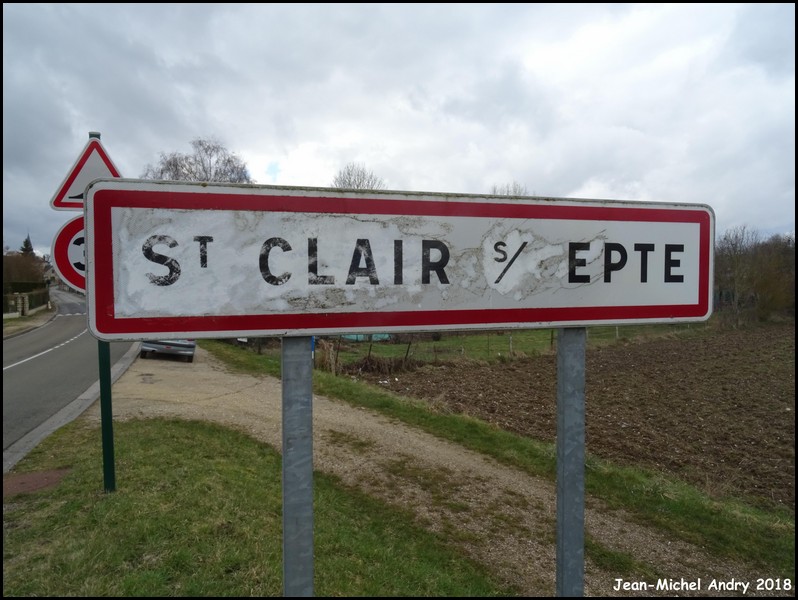 ST CLAIR S/ EPTE
Jean-Michel Andry 2018